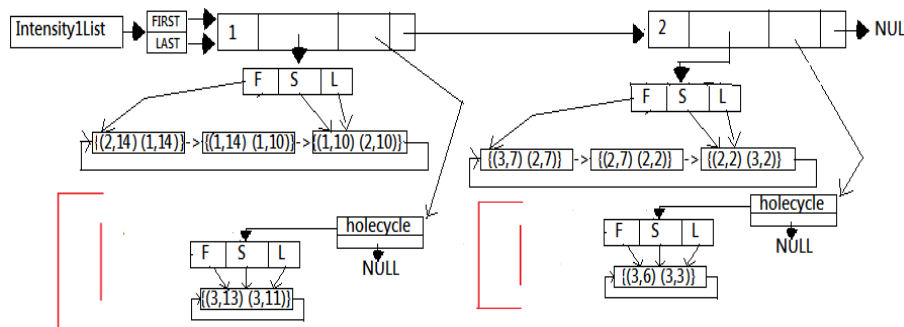 Intensity1List
FIRST
LAST
1
2
NUL
F S L
F S L
{(2,14) (1,14)} -> {(1,14) (1,10)} -> {(1,10) (2,10)}
{(3,7) (2,7)} -> {(2,7) (2,2)} -> {(2,2) (3,2)}
holecycle
NULL
F S L
{(3,13) (3,11)}
holecycle
NULL
F S L
{(3,6) (3,3)}